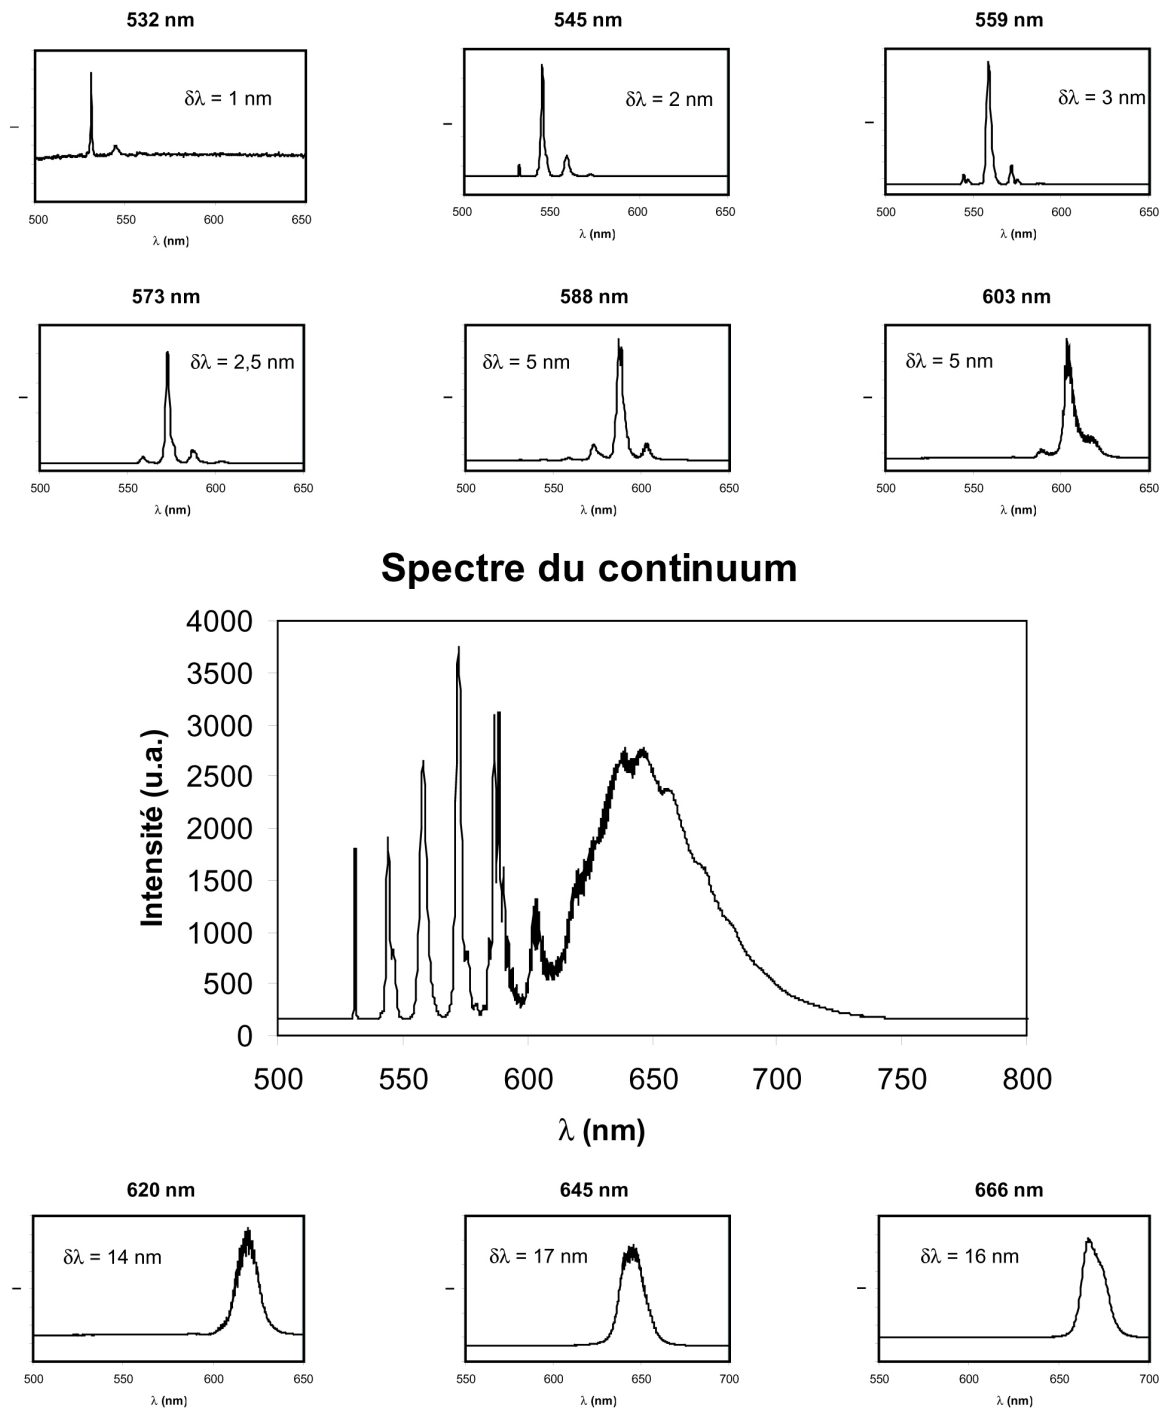 532 nm 545 nm 559 nm
δλ = 1 nm δλ = 2 nm δλ = 3 nm
I I I
500 550 600 650 500 550 600 650 500 550 600 650
λ (nm) λ (nm) λ (nm)
573 nm 588 nm 603 nm
δλ = 2,5 nm δλ = 5 nm δλ = 5 nm
I I I
500 550 600 650 500 550 600 650 500 550 600 650
λ (nm) λ (nm) λ (nm)
Spectre du continuum
4000
3500
3000
2500
2000
1500
1000
500
0
Intensité (u.a.)
500 550 600 650 700 750 800
λ (nm)
620 nm 645 nm 666 nm
δλ = 14 nm δλ = 17 nm δλ = 16 nm
I I I
500 550 600 650 550 600 650 700 550 600 650 700
λ (nm) λ (nm) λ (nm)